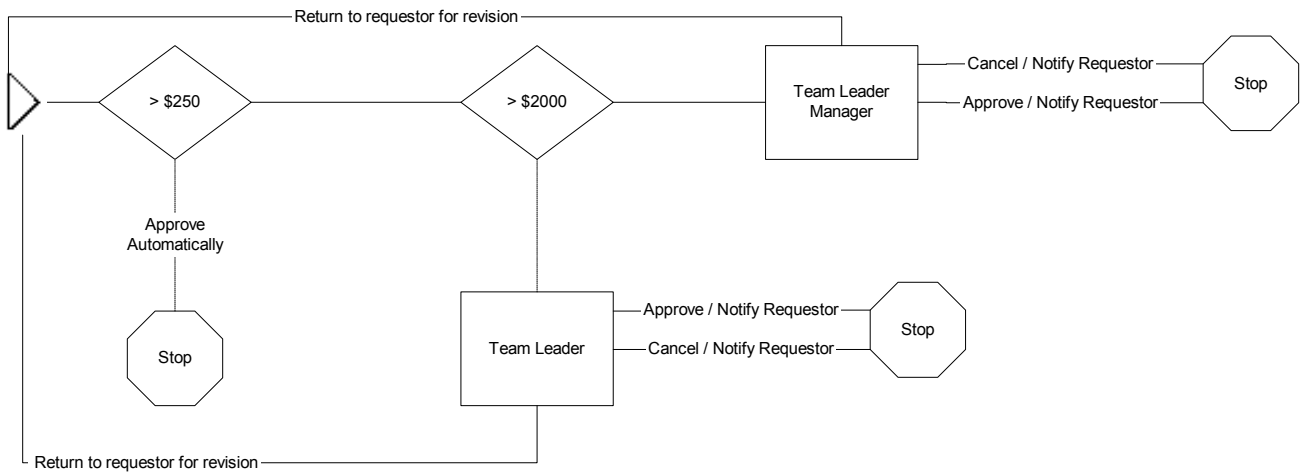 Return to requestor for revision
> $250
> $2000
Team Leader
Manager
Cancel / Notify Requestor
Approve / Notify Requestor
Stop
Approve
Automatically
Stop
Team Leader
Approve / Notify Requestor
Cancel / Notify Requestor
Stop
Return to requestor for revision